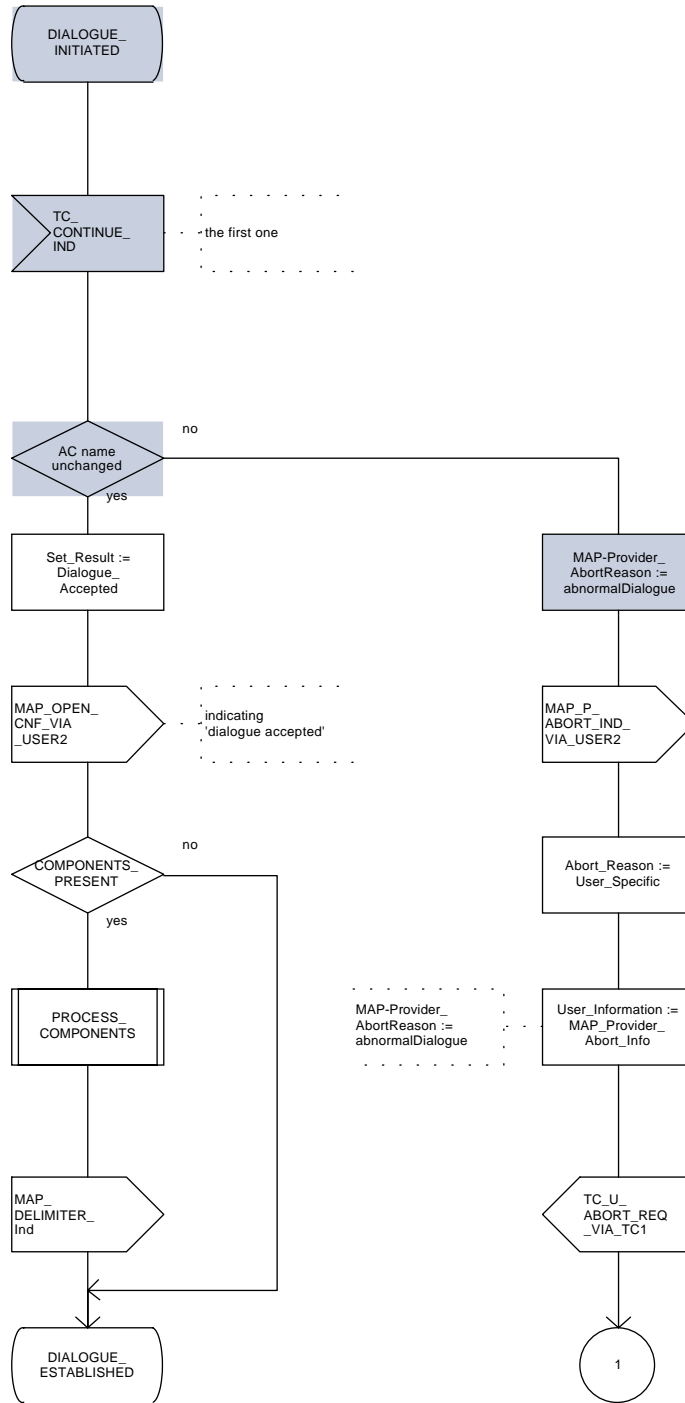 DIALOGUE_
INITIATED
TC_
CONTINUE_
IND
the first one
AC name
unchanged
no
yes
Set_Result :=
Dialogue_
Accepted
MAP-Provider_
AbortReason :=
abnormalDialogue
MAP_OPEN_
CNF_VIA
_USER2
indicating
'dialogue accepted'
MAP_P_
ABORT_IND_
VIA_USER2
COMPONENTS_
PRESENT
no
yes
Abort_Reason :=
User_Specific
PROCESS_
COMPONENTS
MAP-Provider_
AbortReason :=
abnormalDialogue
User_Information :=
MAP_Provider_
Abort_Info
MAP_
DELIMITER_
Ind
TC_U_
ABORT_REQ
_VIA_TC1
DIALOGUE_
ESTABLISHED
1